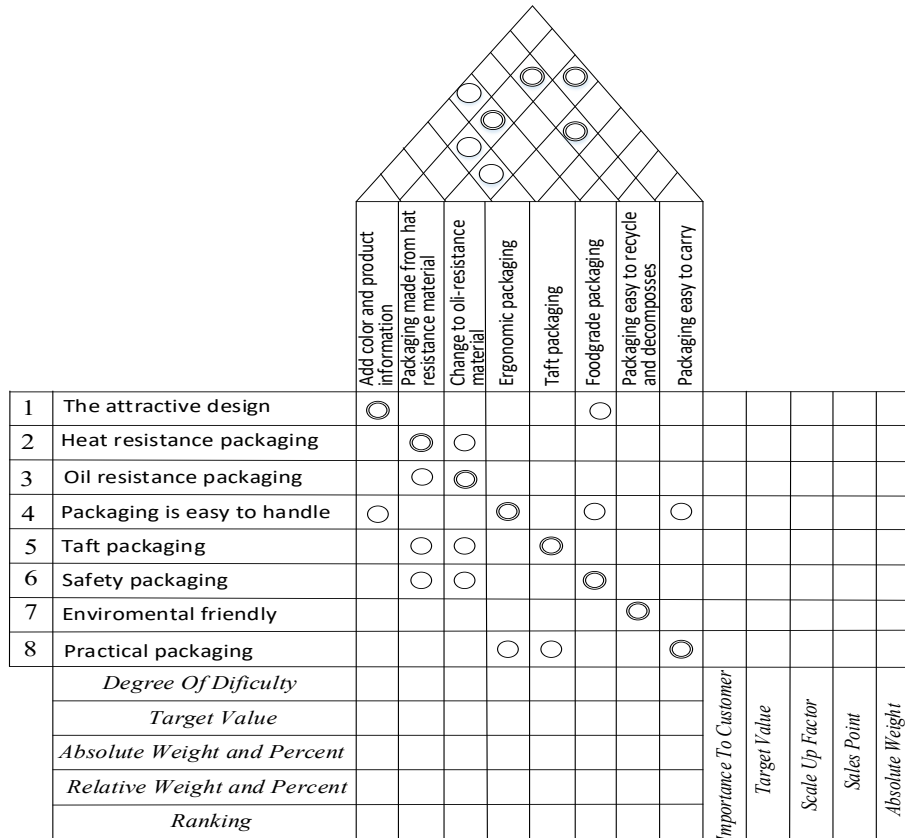 Add color and product
information
Packaging made from hat
resistance material
Change to oli-resistance
material
Ergonomic packaging
Taft packaging
Foodgrade packaging
Packaging easy to recycle
and decomposses
Packaging easy to carry
1 The attractive design
2 Heat resistance packaging
3 Oil resistance packaging
4 Packaging is easy to handle
5 Taft packaging
6 Safety packaging
7 Enviromental friendly
8 Practical packaging
Degree Of Dificulty
Target Value
Absolute Weight and Percent
Relative Weight and Percent
Ranking
Importance To Customer
Target Value
Scale Up Factor
Sales Point
Absolute Weight